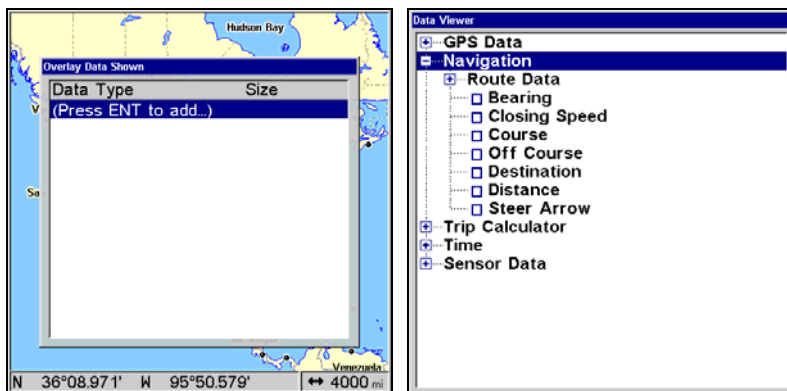 Hudson Bay
Overlay Data Shown
Data Type Size
(Press ENT to add...)
V
Sa
Venezuela
N 36°08.971' W 95°50.579' ↔ 4000 mi
Data Viewer
GPS Data
Navigation
Route Data
Bearing
Closing Speed
Course
Off Course
Destination
Distance
Steer Arrow
Trip Calculator
Time
Sensor Data